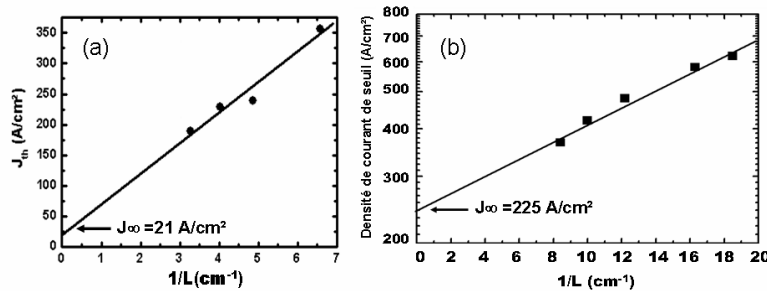 (a)
350
300
250
200
150
100
50
0
J_th (A/cm²)
J∞ =21 A/cm²
0 1 2 3 4 5 6 7
1/L(cm⁻¹)
(b)
800
700
600
500
400
300
200
Densité de courant de seuil (A/cm²)
J∞ =225 A/cm²
0 2 4 6 8 10 12 14 16 18 20
1/L (cm⁻¹)